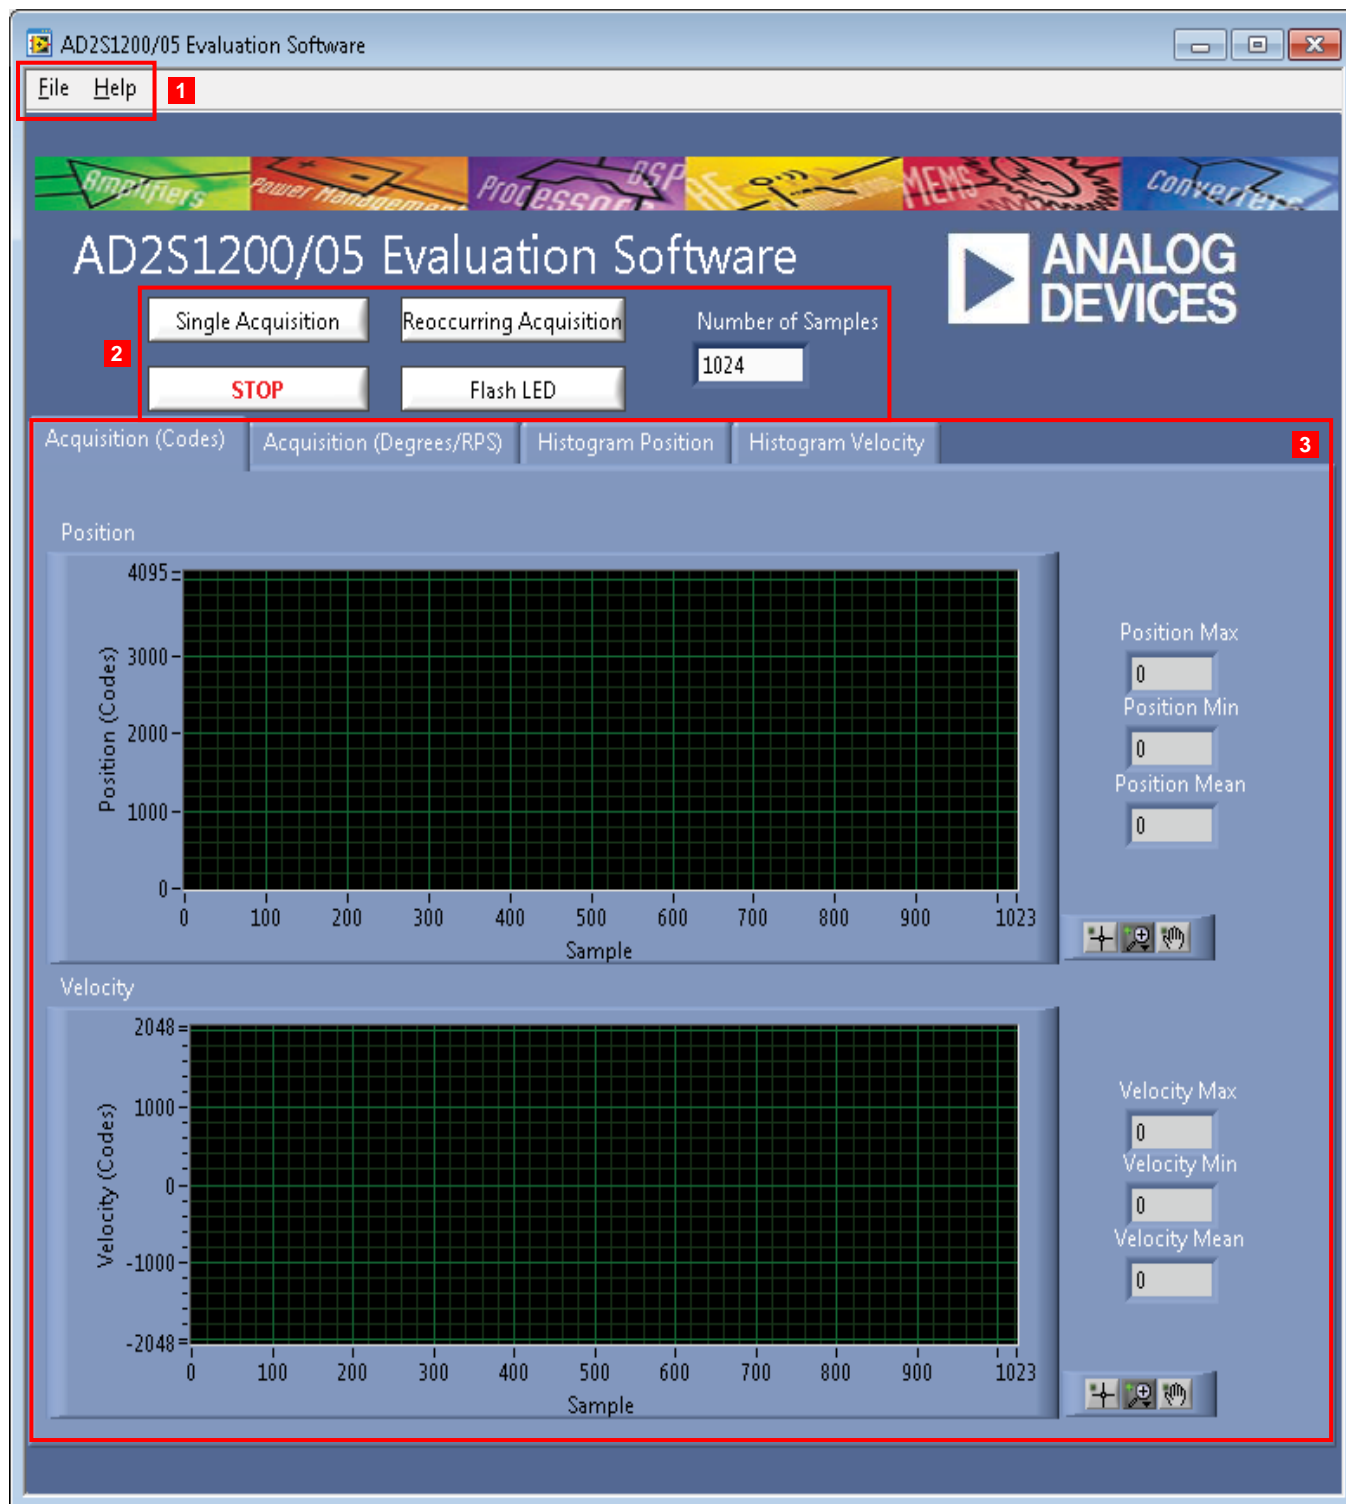 AD2S1200/05 Evaluation Software
File Help
1
Amplifiers Power Management Processors DSP RF MEMS Converters
AD2S1200/05 Evaluation Software
ANALOG
DEVICES
Single Acquisition Reoccurring Acquisition Number of Samples
2
1024
STOP Flash LED
Acquisition (Codes) Acquisition (Degrees/RPS) Histogram Position Histogram Velocity
3
Position
Position (Codes)
4095
3000
2000
1000
0
0 100 200 300 400 500 600 700 800 900 1023
Sample
Position Max
0
Position Min
0
Position Mean
0
Velocity
Velocity (Codes)
2048
1000
0
-1000
-2048
0 100 200 300 400 500 600 700 800 900 1023
Sample
Velocity Max
0
Velocity Min
0
Velocity Mean
0